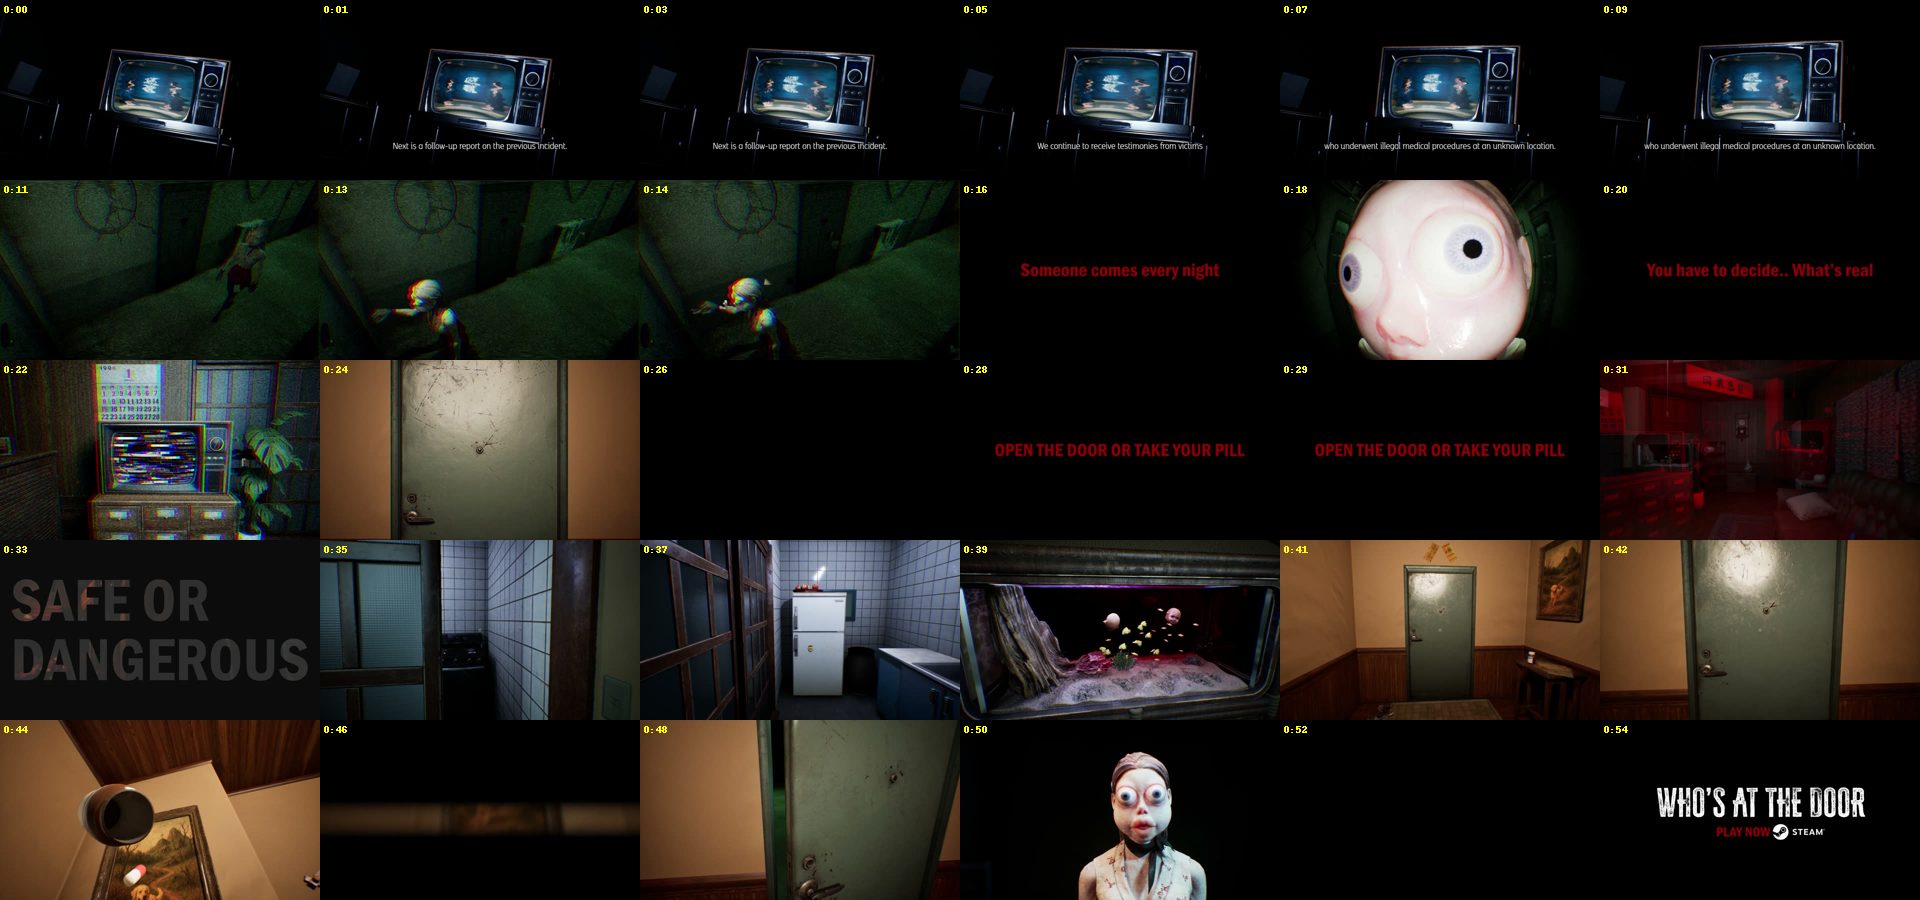 0:00
0:01
Next is a follow-up report on the previous incident.
0:03
Next is a follow-up report on the previous incident.
0:05
We continue to receive testimonies from victims
0:07
who underwent illegal medical procedures at an unknown location.
0:09
who underwent illegal medical procedures at an unknown location.
0:11
0:13
0:14
0:16
Someone comes every night
0:18
0:20
You have to decide.. What's real
0:22
0:24
0:26
0:28
OPEN THE DOOR OR TAKE YOUR PILL
0:29
OPEN THE DOOR OR TAKE YOUR PILL
0:31
0:33
SAFE OR
DANGEROUS
0:35
0:37
0:39
0:41
0:42
0:44
0:46
0:48
0:50
0:52
0:54
WHO'S AT THE DOOR
PLAY NOW STEAM